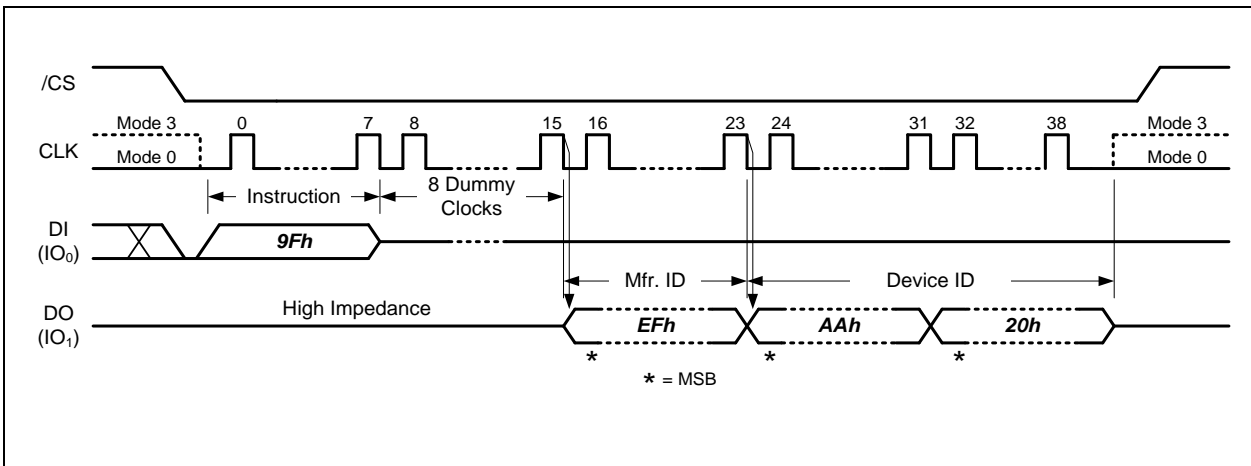 /CS
Mode 3 0 7 8 15 16 23 24 31 32 38 Mode 3
CLK Mode 0 Mode 0
Instruction 8 Dummy Clocks
DI (IO₀) 9Fh
Mfr. ID Device ID
DO (IO₁) High Impedance EFh AAh 20h
* * *
* = MSB